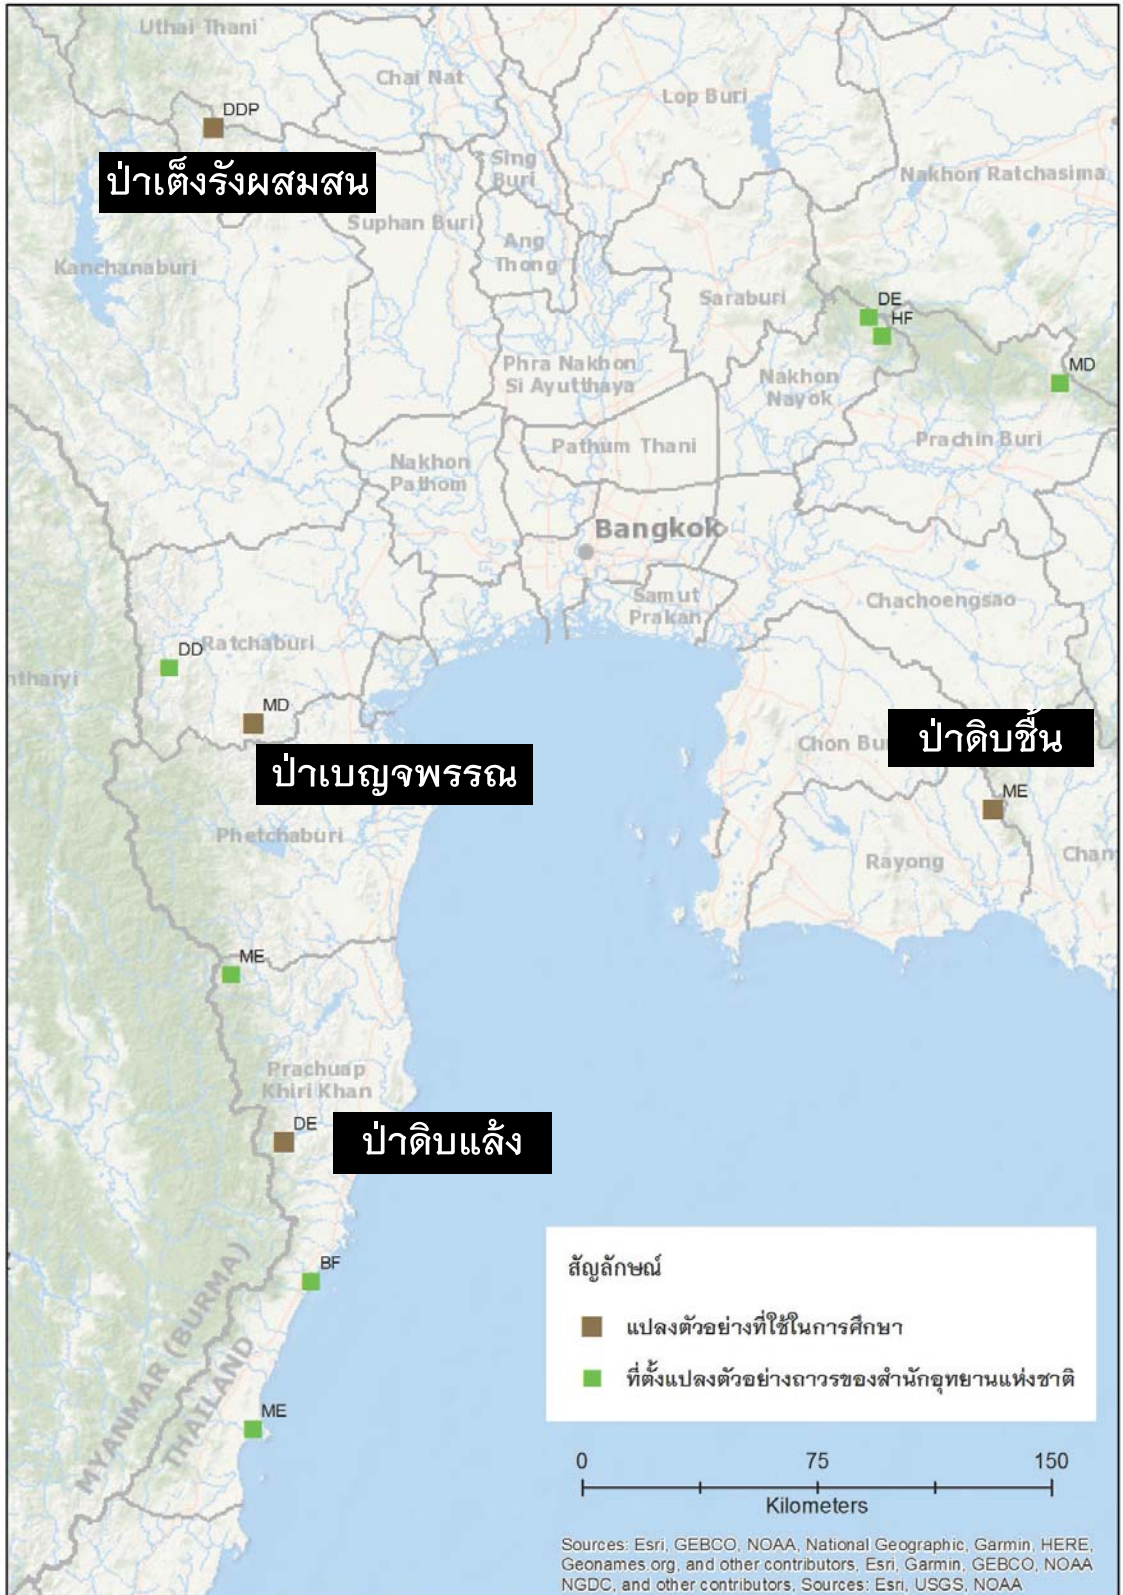 Uthai Thani
Chai Nat
Lop Buri
DDP
ป่าเต็งรังผสมสน
Sing
Buri
Nakhon Ratchasima
Suphan Buri
Ang
Thong
Kanchanaburi
Saraburi
DE
HF
MD
Phra Nakhon
Si Ayutthaya
Nakhon
Nayok
Pathum Thani
Prachin Buri
Nakhon
Pathom
Bangkok
Samut
Prakan
Chachoengsao
DD
Ratchaburi
nthariyi
MD
ป่าเบญจพรรณ
Chon Bu
ป่าดิบชื้น
ME
Phetchaburi
Rayong
Chan
ME
Prachuap
Khiri Khan
DE
ป่าดิบแล้ง
BF
MYANMAR (BURMA)
THAILAND
ME
สัญลักษณ์
แปลงตัวอย่างที่ใช้ในการศึกษา
ที่ตั้งแปลงตัวอย่างถาวรของสำนักอุทยานแห่งชาติ
0 75 150
Kilometers
Sources: Esri, GEBCO, NOAA, National Geographic, Garmin, HERE,
Geonames.org, and other contributors, Esri, Garmin, GEBCO, NOAA
NGDC, and other contributors, Sources: Esri, USGS, NOAA